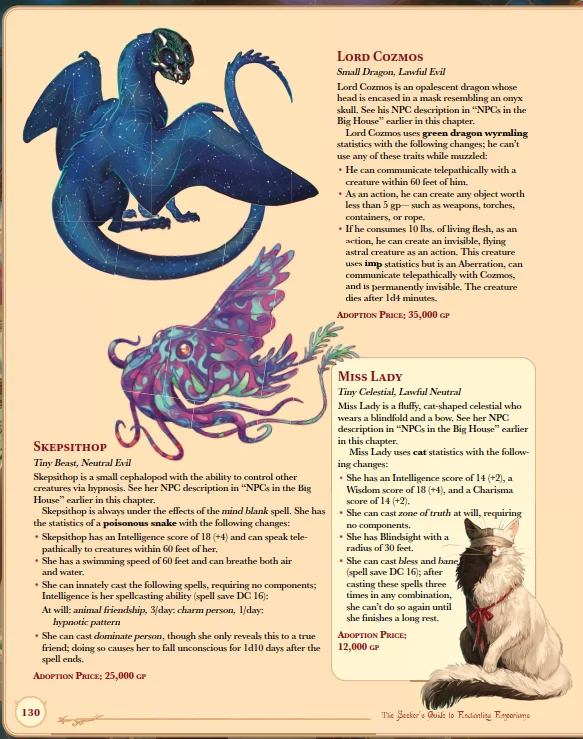 LORD COZMOS
Small Dragon, Lawful Evil
Lord Cozmos is an opalescent dragon whose
head is encased in a mask resembling an onyx
skull. See his NPC description in “NPCs in the
Big House” earlier in this chapter.
Lord Cozmos uses green dragon wyrmling
statistics with the following changes; he can’t
use any of these traits while muzzled:
• He can communicate telepathically with a
creature within 60 feet of him.
• As an action, he can create any object worth
less than 5 gp— such as weapons, torches,
containers, or rope.
• If he consumes 10 lbs. of living flesh, as an
action, he can create an invisible, flying
astral creature as an action. This creature
uses imp statistics but is an Aberration, can
communicate telepathically with Cozmos,
and is permanently invisible. The creature
dies after 1d4 minutes.
ADOPTION PRICE: 35,000 GP
MISS LADY
Tiny Celestial, Lawful Neutral
Miss Lady is a fluffy, cat-shaped celestial who
wears a blindfold and a bow. See her NPC
description in “NPCs in the Big House” earlier
in this chapter.
Miss Lady uses cat statistics with the follow-
ing changes:
• She has an Intelligence score of 14 (+2), a
Wisdom score of 18 (+4), and a Charisma
score of 14 (+2).
• She can cast zone of truth at will, requiring
no components.
• She has Blindsight with a
radius of 30 feet.
• She can cast bless and bane
(spell save DC 16); after
casting these spells three
times in any combination,
she can’t do so again until
she finishes a long rest.
ADOPTION PRICE:
12,000 GP
SKEPSITHOP
Tiny Beast, Neutral Evil
Skepsithop is a small cephalopod with the ability to control other
creatures via hypnosis. See her NPC description in “NPCs in the Big
House” earlier in this chapter.
Skepsithop is always under the effects of the mind blank spell. She has
the statistics of a poisonous snake with the following changes:
• Skepsithop has an Intelligence score of 18 (+4) and can speak tele-
pathically to creatures within 60 feet of her.
• She has a swimming speed of 60 feet and can breathe both air
and water.
• She can innately cast the following spells, requiring no components;
Intelligence is her spellcasting ability (spell save DC 16):
At will: animal friendship, 3/day: charm person, 1/day:
hypnotic pattern
• She can cast dominate person, though she only reveals this to a true
friend; doing so causes her to fall unconscious for 1d10 days after the
spell ends.
ADOPTION PRICE: 25,000 GP
130
The Seeker’s Guide to Enchanting Emporiums